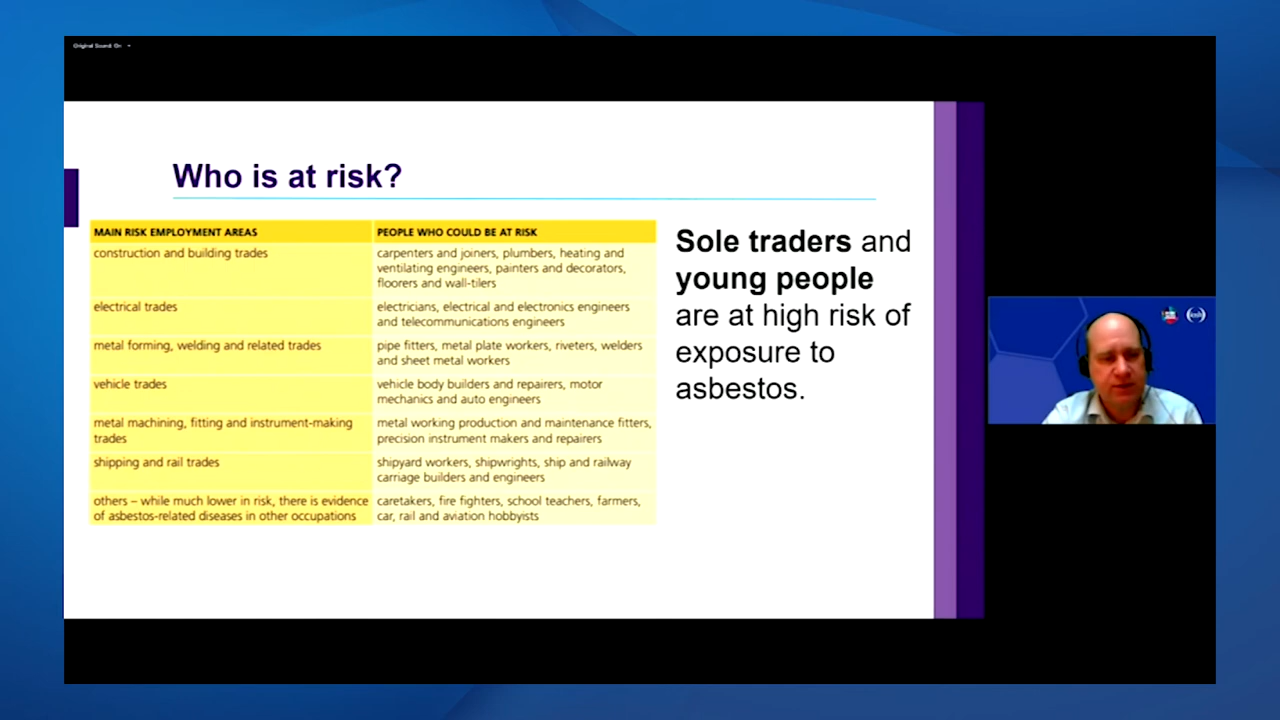 Original Sound: On
Who is at risk?
MAIN RISK EMPLOYMENT AREAS
PEOPLE WHO COULD BE AT RISK
construction and building trades
carpenters and joiners, plumbers, heating and
ventilating engineers, painters and decorators,
floorers and wall-tilers
electrical trades
electricians, electrical and electronics engineers
and telecommunications engineers
metal forming, welding and related trades
pipe fitters, metal plate workers, riveters, welders
and sheet metal workers
vehicle trades
vehicle body builders and repairers, motor
mechanics and auto engineers
metal machining, fitting and instrument-making
trades
metal working production and maintenance fitters,
precision instrument makers and repairers
shipping and rail trades
shipyard workers, shipwrights, ship and railway
carriage builders and engineers
others – while much lower in risk, there is evidence
of asbestos-related diseases in other occupations
caretakers, fire fighters, school teachers, farmers,
car, rail and aviation hobbyists
Sole traders and
young people
are at high risk of
exposure to
asbestos.